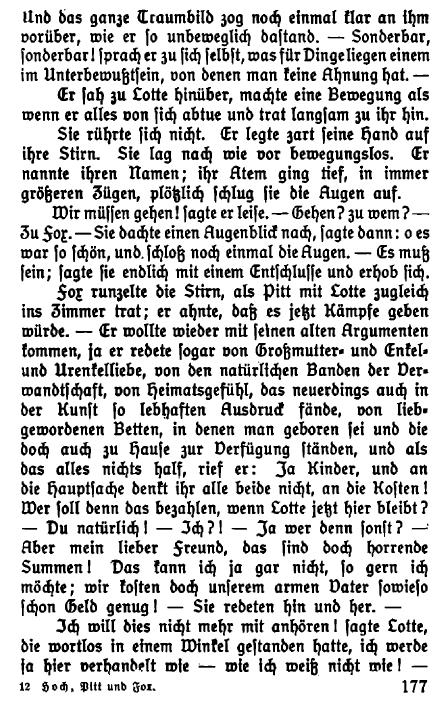 Und das ganze Traumbild zog noch einmal klar an ihm
vorüber, wie er so unbeweglich dastand. — Sonderbar,
sonderbar! sprach er zu sich selbst, was für Dinge liegen einem
im Unterbewußtsein, von denen man keine Ahnung hat. —
Er sah zu Lotte hinüber, machte eine Bewegung als
wenn er alles von sich abtue und trat langsam zu ihr hin.
Sie rührte sich nicht. Er legte zart seine Hand auf
ihre Stirn. Sie lag nach wie vor bewegungslos. Er
nannte ihren Namen; ihr Atem ging tief, in immer
größeren Zügen, plötzlich schlug sie die Augen auf.
Wir müssen gehen! sagte er leise. — Gehen? zu wem? —
Zu Fox. — Sie dachte einen Augenblick nach, sagte dann: o es
war so schön, und. schloß noch einmal die Augen. — Es muß
sein; sagte sie endlich mit einem Entschlusse und erhob sich.
Fox runzelte die Stirn, als Pitt mit Lotte zugleich
ins Zimmer trat; er ahnte, daß es jetzt Kämpfe geben
würde. — Er wollte wieder mit seinen alten Argumenten
kommen, ja er redete sogar von Großmutter- und Enkel-
und Urenkelliebe, von den natürlichen Banden der Ver-
wandtschaft, von Heimatsgefühl, das neuerdings auch in
der Kunst so lebhaften Ausdruck fände, von lieb-
gewordenen Betten, in denen man geboren sei und die
doch auch zu Hause zur Verfügung ständen, und als
das alles nichts half, rief er: Ja Kinder, und an
die Hauptsache denkt ihr alle beide nicht, an die Kosten!
Wer soll denn das bezahlen, wenn Lotte jetzt hier bleibt?
— Du natürlich! — Ich?! — Ja wer denn sonst? —
Aber mein lieber Freund, das sind doch horrende
Summen! Das kann ich ja gar nicht, so gern ich
möchte; wir kosten doch unserem armen Vater sowieso
schon Geld genug! — Sie redeten hin und her. —
Ich will dies nicht mehr mit anhören! sagte Lotte,
die wortlos in einem Winkel gestanden hatte, ich werde
ja hier verhandelt wie — wie ich weiß nicht wie! —
12 Hoch, Pitt und Fox. 177